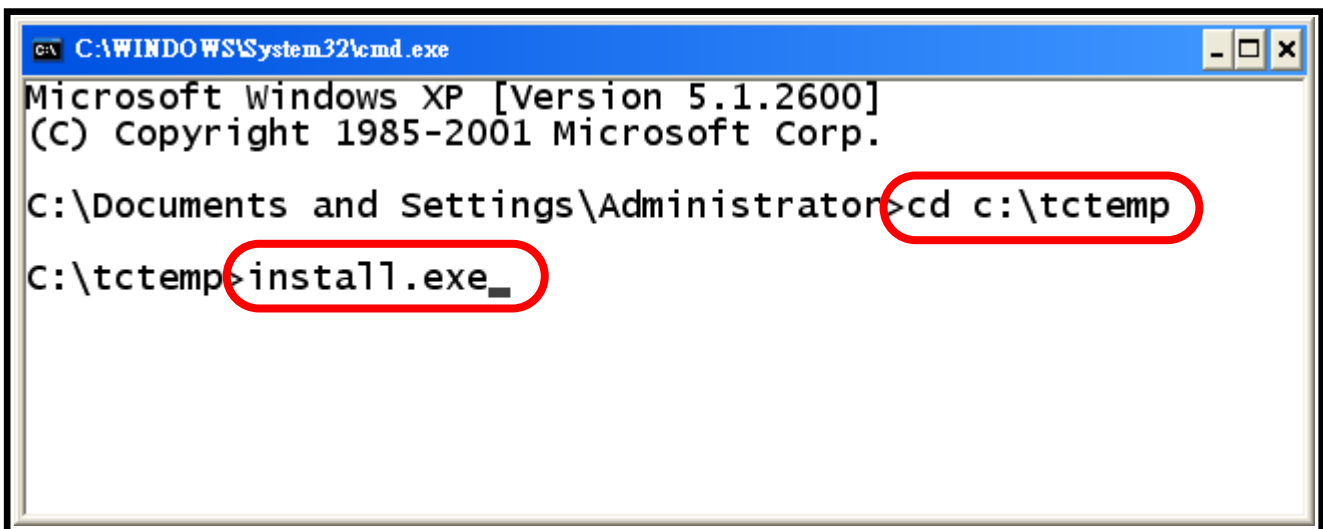 C:\WINDOWS\System32\cmd.exe
Microsoft Windows XP [Version 5.1.2600]
(C) Copyright 1985-2001 Microsoft Corp.
C:\Documents and Settings\Administrator>cd c:\tctemp
C:\tctemp>install.exe_